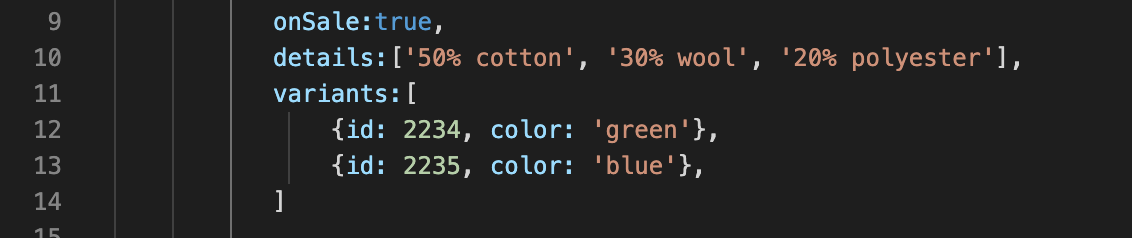 9 onSale:true,
10 details:['50% cotton', '30% wool', '20% polyester'],
11 variants:[
12 {id: 2234, color: 'green'},
13 {id: 2235, color: 'blue'},
14 ]
15